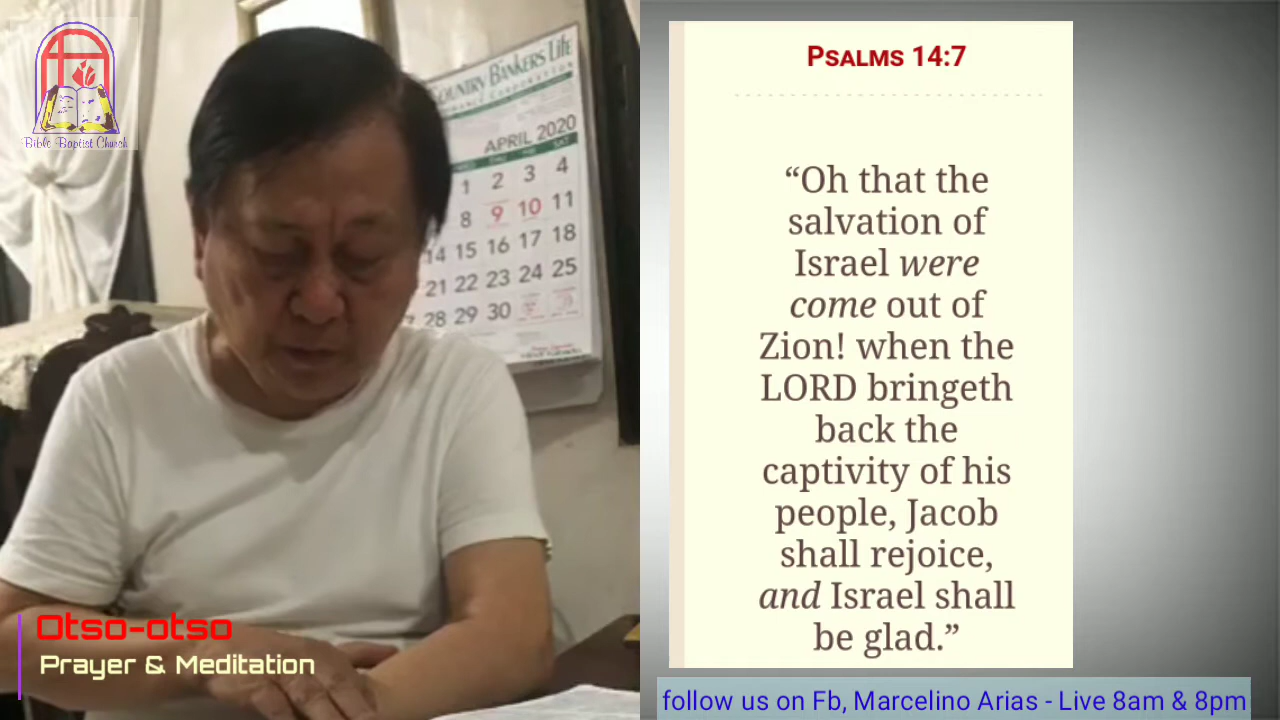 Bible Baptist Church
COUNTRY BANKERS LIFE
APRIL 2020
SAT
1 2 3 4
8 9 10 11
14 15 16 17 18
21 22 23 24 25
28 29 30
Otso-otso
Prayer & Meditation
PSALMS 14:7
“Oh that the
salvation of
Israel were
come out of
Zion! when the
LORD bringeth
back the
captivity of his
people, Jacob
shall rejoice,
and Israel shall
be glad.”
follow us on Fb, Marcelino Arias - Live 8am & 8pm